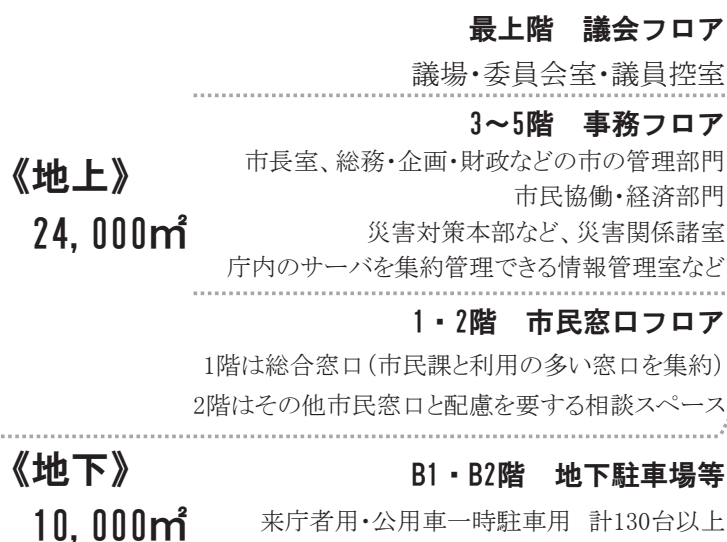 最上階　議会フロア
議場・委員会室・議員控室
3～5階　事務フロア
市長室、総務・企画・財政などの市の管理部門
市民協働・経済部門
災害対策本部など、災害関係諸室
庁内のサーバを集約管理できる情報管理室など
《地上》
24,000㎡
1・2階　市民窓口フロア
1階は総合窓口（市民課と利用の多い窓口を集約）
2階はその他市民窓口と配慮を要する相談スペース
《地下》
10,000㎡
B1・B2階　地下駐車場等
来庁者用・公用車一時駐車用　計130台以上